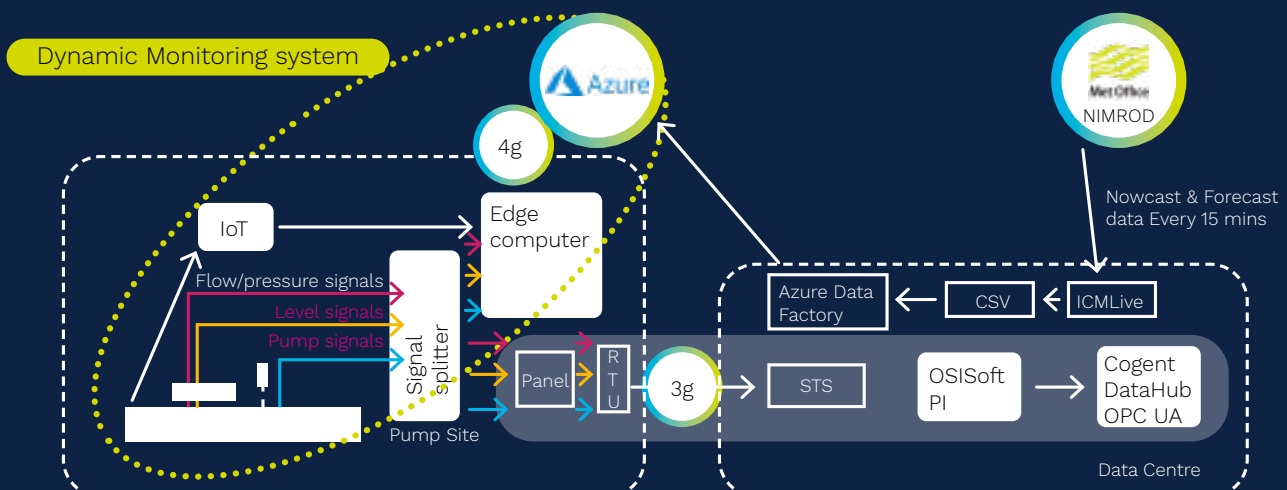 Dynamic Monitoring system
Azure
Met Office
NIMROD
4g
Nowcast & Forecast
data Every 15 mins
IoT
Edge
computer
Flow/pressure signals
Level signals
Pump signals
Signal
splitter
Pump Site
Azure Data
Factory
CSV
ICMLive
Panel
R
T
U
3g
STS
OSISoft
PI
Cogent
DataHub
OPC UA
Data Centre